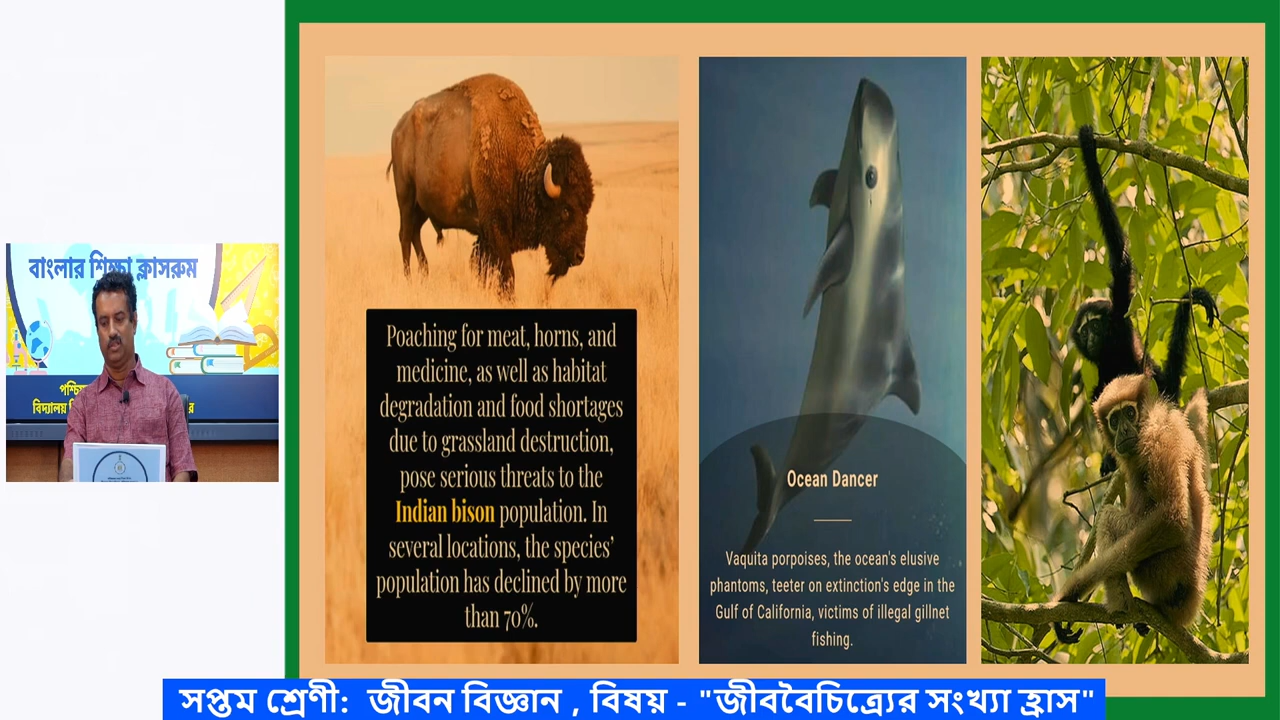 বাংলার শিক্ষা ক্লাসরুম
বিদ্যালয়
Poaching for meat, horns, and
medicine, as well as habitat
degradation and food shortages
due to grassland destruction,
pose serious threats to the
Indian bison population. In
several locations, the species'
population has declined by more
than 70%.
Ocean Dancer
Vaquita porpoises, the ocean's elusive
phantoms, teeter on extinction's edge in the
Gulf of California, victims of illegal gillnet
fishing.
সপ্তম শ্রেণী: জীবন বিজ্ঞান , বিষয় - "জীববৈচিত্র্যের সংখ্যা হ্রাস"